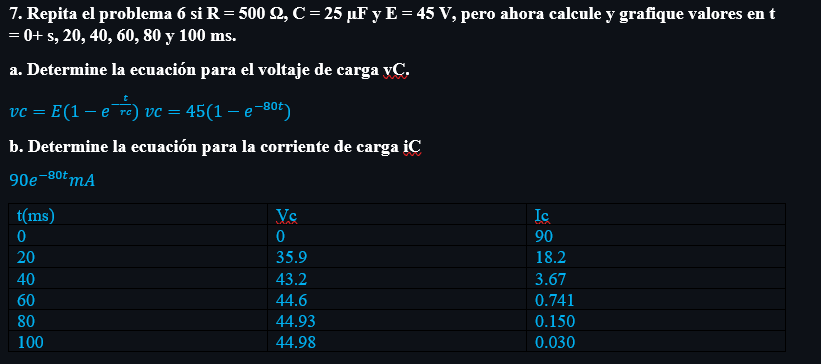 7. Repita el problema 6 si R = 500 Ω, C = 25 μF y E = 45 V, pero ahora calcule y grafique valores en t
= 0+ s, 20, 40, 60, 80 y 100 ms.
a. Determine la ecuación para el voltaje de carga vC.
vc = E(1 − e^{−t/rc}) vc = 45(1 − e^{−80t})
b. Determine la ecuación para la corriente de carga iC
90e^{−80t}mA
t(ms) Vc Ic
0 0 90
20 35.9 18.2
40 43.2 3.67
60 44.6 0.741
80 44.93 0.150
100 44.98 0.030